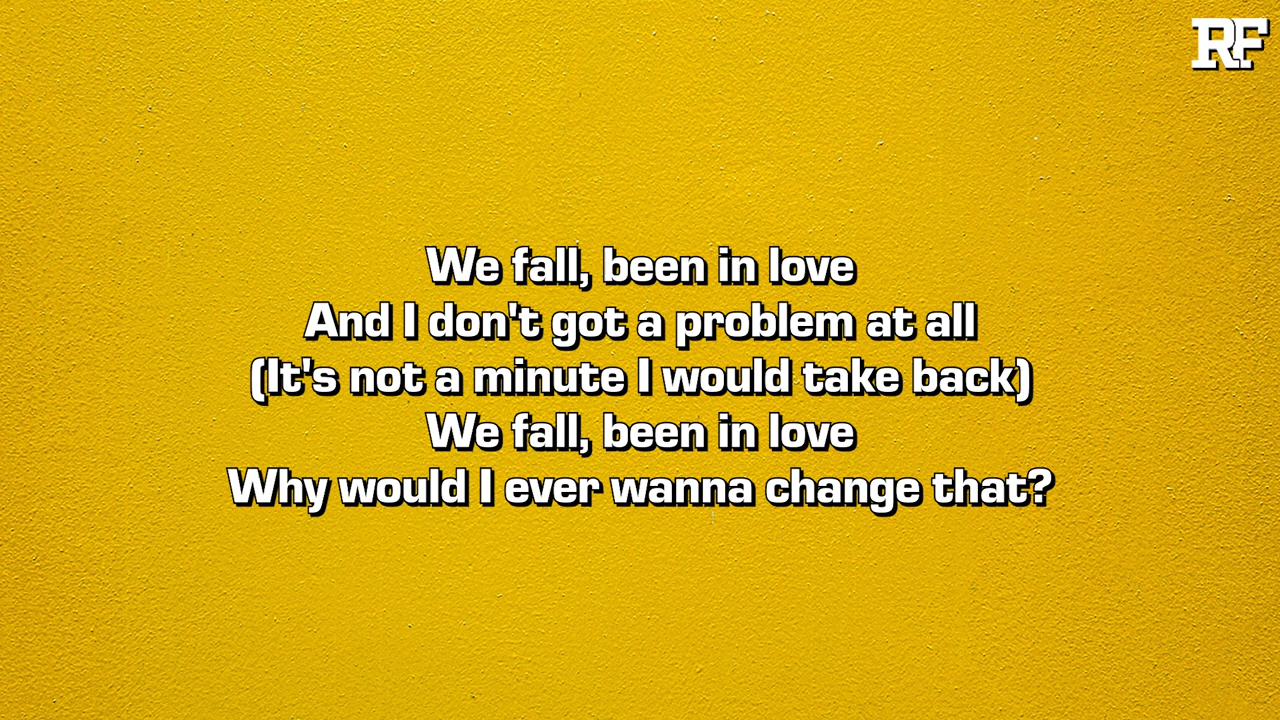 RF
We fall, been in love
And I don't got a problem at all
(It's not a minute I would take back)
We fall, been in love
Why would I ever wanna change that?